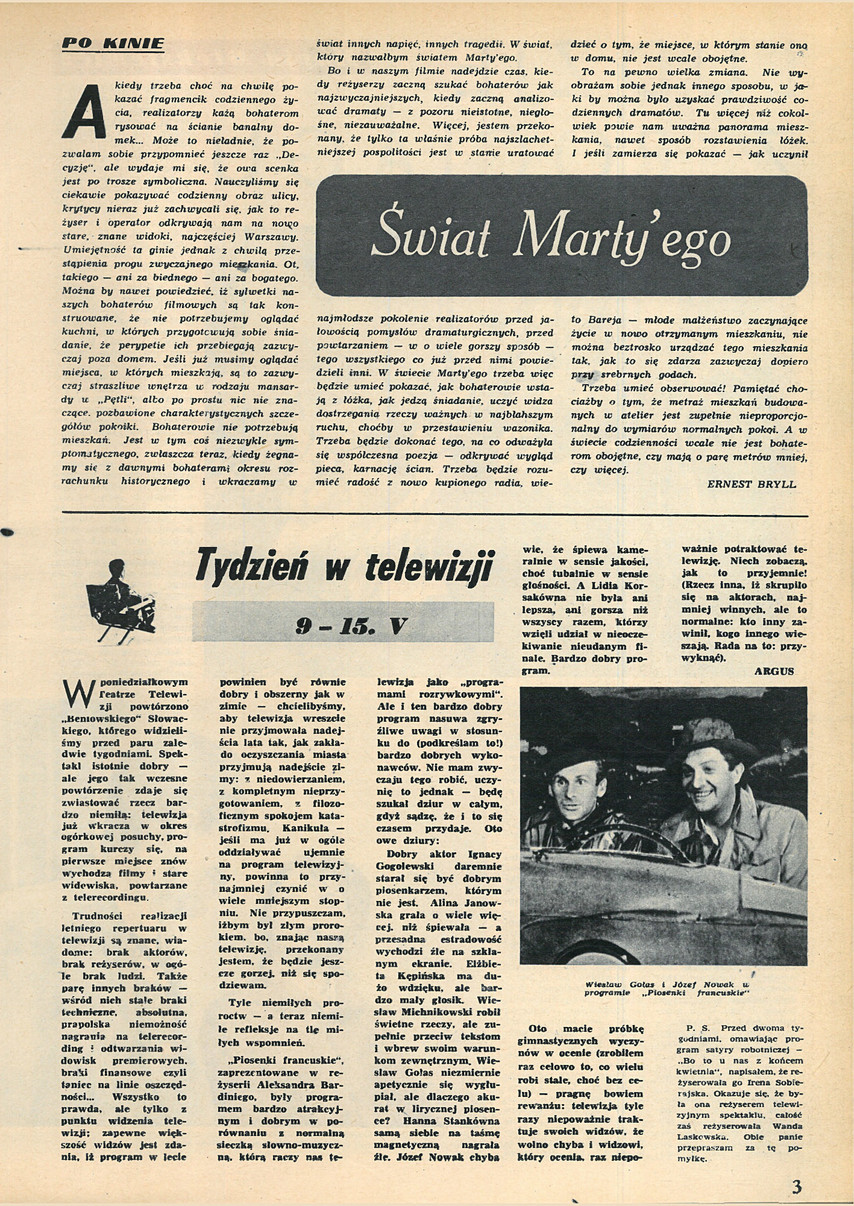 PO KINIE
A kiedy trzeba choć na chwilę po-
kazać fragmencik codziennego ży-
cia, realizatorzy każą bohaterom
rysować na ścianie banalny do-
mek... Może to nieładnie, że po-
zwalam sobie przypomnieć jeszcze raz „De-
cyzję", ale wydaje mi się, że owa scenka
jest po trosze symboliczna. Nauczyliśmy się
ciekawie pokazywać codzienny obraz ulicy,
krytycy nieraz już zachwycali się, jak to re-
żyser i operator odkrywają nam na nowo
stare, znane widoki, najczęściej Warszawy.
Umiejętność ta ginie jednak z chwilą prze-
stąpienia progu zwyczajnego mieszkania. Ot,
takiego — ani za biednego — ani za bogatego.
Można by nawet powiedzieć, iż sylwetki na-
szych bohaterów filmowych są tak kon-
struowane, że nie potrzebujemy oglądać
kuchni, w których przygotowują sobie śnia-
danie, że perypetie ich przebiegają zazwy-
czaj poza domem. Jeśli już musimy oglądać
miejsca, w których mieszkają, są to zazwy-
czaj straszliwe wnętrza w rodzaju mansar-
dy w „Pętli", albo po prostu nic nie zna-
czące, pozbawione charakterystycznych szcze-
gółów pokoiki. Bohaterowie nie potrzebują
mieszkań. Jest w tym coś niezwykle sym-
ptomatycznego, zwłaszcza teraz, kiedy żegna-
my się z dawnymi bohaterami okresu roz-
rachunku historycznego i wkraczamy w
świat innych napięć, innych tragedii. W świat,
który nazwałbym światem Marty'ego.
Bo i w naszym filmie nadejdzie czas, kie-
dy reżyserzy zaczną szukać bohaterów jak
najzwyczajniejszych, kiedy zaczną analizo-
wać dramaty — z pozoru nieistotne, niegło-
śne, niezauważalne. Więcej, jestem przeko-
nany, że tylko ta właśnie próba najszlachet-
niejszej pospolitości jest w stanie uratować
Świat Marty'ego
najmłodsze pokolenie realizatorów przed ja-
łowością pomysłów dramaturgicznych, przed
powtarzaniem — w o wiele gorszy sposób —
tego wszystkiego co już przed nimi powie-
dzieli inni. W świecie Marty'ego trzeba więc
będzie umieć pokazać, jak bohaterowie wsta-
ją z łóżka, jak jedzą śniadanie, uczyć widza
dostrzegania rzeczy ważnych w najbłahszym
ruchu, choćby w przestawieniu wazonika.
Trzeba będzie dokonać tego, na co odważyła
się współczesna poezja — odkrywać wygląd
pieca, karnację ścian. Trzeba będzie rozu-
mieć radość z nowo kupionego radia, wie-
dzieć o tym, że miejsce, w którym stanie ono
w domu, nie jest wcale obojętne.
To na pewno wielka zmiana. Nie wy-
obrażam sobie jednak innego sposobu, w ja-
ki by można było uzyskać prawdziwość co-
dziennych dramatów. Tu więcej niż cokol-
wiek powie nam uważna panorama miesz-
kania, nawet sposób rozstawienia łóżek.
I jeśli zamierza się pokazać — jak uczynił
to Bareja — młode małżeństwo zaczynające
życie w nowo otrzymanym mieszkaniu, nie
można beztrosko urządzać tego mieszkania
tak, jak to się zdarza zazwyczaj dopiero
przy srebrnych godach.
Trzeba umieć obserwować! Pamiętać cho-
ciażby o tym, że metraż mieszkań budowa-
nych w atelier jest zupełnie nieproporcjo-
nalny do wymiarów normalnych pokoi. A w
świecie codzienności wcale nie jest bohate-
rom obojętne, czy mają o parę metrów mniej,
czy więcej.
ERNEST BRYLL
Tydzień w telewizji
9 – 15. V
W poniedziałkowym
Teatrze Telewi-
zji powtórzono
„Beniowskiego" Słowac-
kiego, którego widzieli-
śmy przed paru zale-
dwie tygodniami. Spek-
takl istotnie dobry —
ale jego tak wczesne
powtórzenie zdaje się
zwiastować rzecz bar-
dzo niemiłą: telewizja
już wkracza w okres
ogórkowej posuchy, pro-
gram kurczy się, na
pierwsze miejsce znów
wychodzą filmy i stare
widowiska, powtarzane
z telerecordingu.
Trudności realizacji
letniego repertuaru w
telewizji są znane, wia-
dome: brak aktorów,
brak reżyserów, w ogó-
le brak ludzi. Także
parę innych braków —
wśród nich stałe braki
techniczne, absolutna,
prapolska niemożność
nagrania na telerecor-
ding i odtwarzania wi-
dowisk premierowych,
braki finansowe czyli
taniec na linie oszczęd-
ności... Wszystko to
prawda, ale tylko z
punktu widzenia tele-
wizji; zapewne więk-
szość widzów jest zda-
nia, iż program w lecie
powinien być równie
dobry i obszerny jak w
zimie — chcielibyśmy,
aby telewizja wreszcie
nie przyjmowała nadej-
ścia lata tak, jak zakła-
do oczyszczania miasta
przyjmują nadejście zi-
my: z niedowierzaniem,
z kompletnym nieprzy-
gotowaniem, z filozo-
ficznym spokojem kata-
strofizmu. Kanikuła —
jeśli ma już w ogóle
oddziaływać ujemnie
na program telewizyj-
ny, powinna to przy-
najmniej czynić w o
wiele mniejszym stop-
niu. Nie przypuszczam,
iżbym był złym proro-
kiem, bo, znając naszą
telewizję, przekonany
jestem, że będzie jesz-
cze gorzej, niż się spo-
dziewam.
Tyle niemiłych pro-
roctw — a teraz niemi-
łe refleksje na tle mi-
łych wspomnień.
„Piosenki francuskie",
zaprezentowane w re-
żyserii Aleksandra Bar-
diniego, były progra-
mem bardzo atrakcyj-
nym i dobrym w po-
równaniu z normalną
sieczką słowno-muzycz-
ną, którą raczy nas te-
lewizja jako „progra-
mami rozrywkowymi".
Ale i ten bardzo dobry
program nasuwa zgry-
źliwe uwagi w stosun-
ku do (podkreślam to!)
bardzo dobrych wyko-
nawców. Nie mam zwy-
czaju tego robić, uczy-
nię to jednak — będę
szukał dziur w całym,
gdyż sądzę, że i to się
czasem przydaje. Oto
owe dziury:
Dobry aktor Ignacy
Gogolewski daremnie
starał się być dobrym
piosenkarzem, którym
nie jest. Alina Janow-
ska grała o wiele wię-
cej, niż śpiewała — a
przesadna estradowość
wychodzi źle na szkla-
nym ekranie. Elżbie-
ta Kępińska ma du-
żo wdzięku, ale bar-
dzo mały głosik. Wie-
sław Michnikowski robił
świetne rzeczy, ale zu-
pełnie przeciw tekstom
i wbrew swoim warun-
kom zewnętrznym. Wie-
sław Gołas niezmiernie
apetycznie się wygłu-
piał, ale dlaczego aku-
rat w lirycznej piosen-
ce? Hanna Stankówna
samą siebie na taśmę
magnetyczną nagrała
źle. Józef Nowak chyba
wie, że śpiewa kame-
ralnie w sensie jakości,
choć tubalnie w sensie
głośności. A Lidia Kor-
sakówna nie była ani
lepsza, ani gorsza niż
wszyscy razem, którzy
wzięli udział w nieocze-
kiwanie nieudanym fi-
nale. Bardzo dobry pro-
gram.
Wiesław Gołas i Józef Nowak w
programie „Piosenki francuskie"
Oto macie próbkę
gimnastycznych wyczy-
nów w ocenie (zrobiłem
raz celowo to, co wielu
robi stale, choć bez ce-
lu) — pragnę bowiem
rewanżu: telewizja tyle
razy niepoważnie trak-
tuje swoich widzów, że
wolno chyba i widzowi,
który ocenia, raz niepo-
ważnie potraktować te-
lewizję. Niech zobaczą,
jak to przyjemnie!
(Rzecz inna, iż skrupiło
się na aktorach, naj-
mniej winnych, ale to
normalne: kto inny za-
winił, kogo innego wie-
szają. Rada na to: przy-
wyknąć).
ARGUS
P. S. Przed dwoma ty-
godniami, omawiając pro-
gram satyry robotniczej —
„Bo to u nas z końcem
kwietnia", napisałem, że re-
żyserowała go Irena Sobie-
rajska. Okazuje się, że by-
ła ona reżyserem telewi-
zyjnym spektaklu, całość
zaś reżyserowała Wanda
Laskowska. Obie panie
przepraszam za tę po-
myłkę.
3